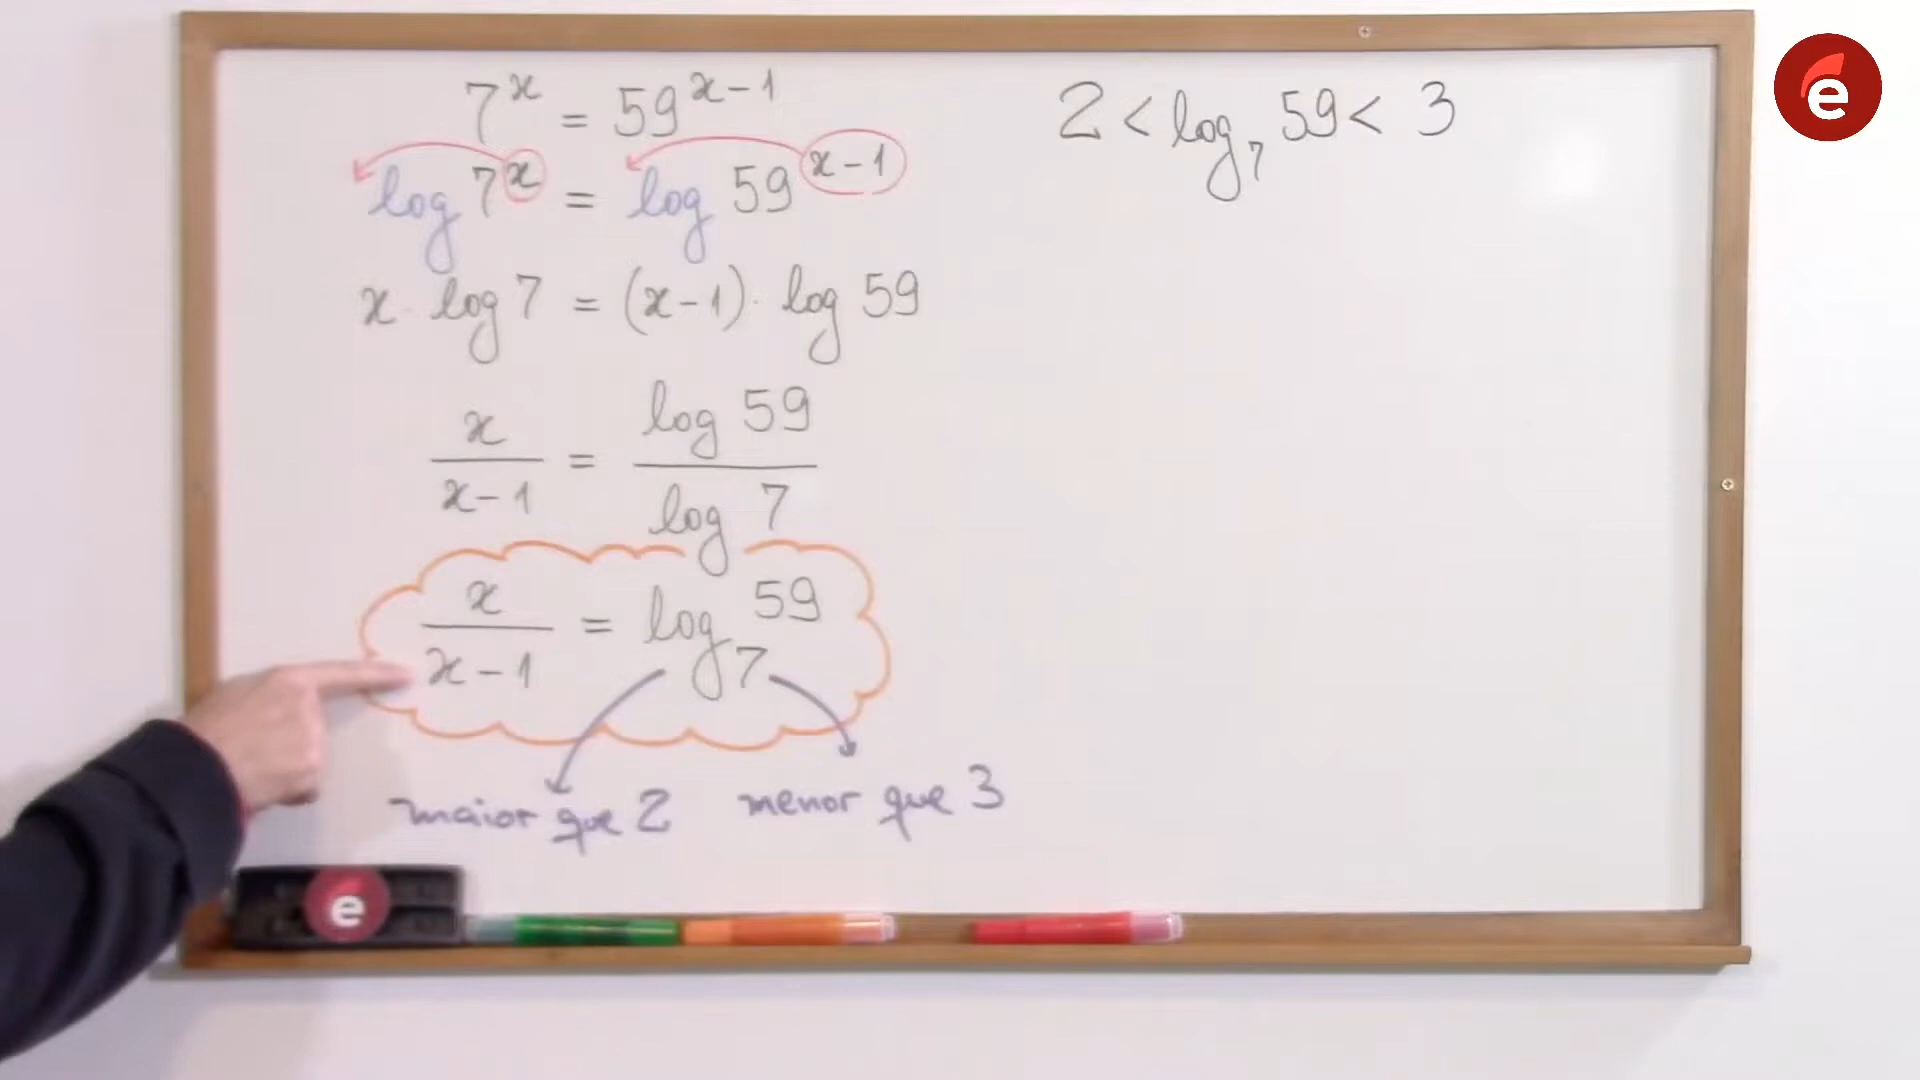 7^x = 59^{x-1}
log 7^x = log 59^{x-1}
x · log 7 = (x-1) · log 59
x/(x-1) = log 59/log 7
x/(x-1) = log_7 59
maior que 2 menor que 3
2 < log_7 59 < 3
e
e